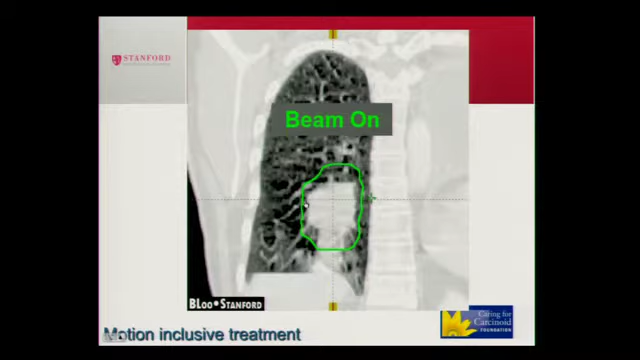 STANFORD
Beam On
BLoo•STANFORD
Caring for
Carcinoid
FOUNDATION
Motion inclusive treatment